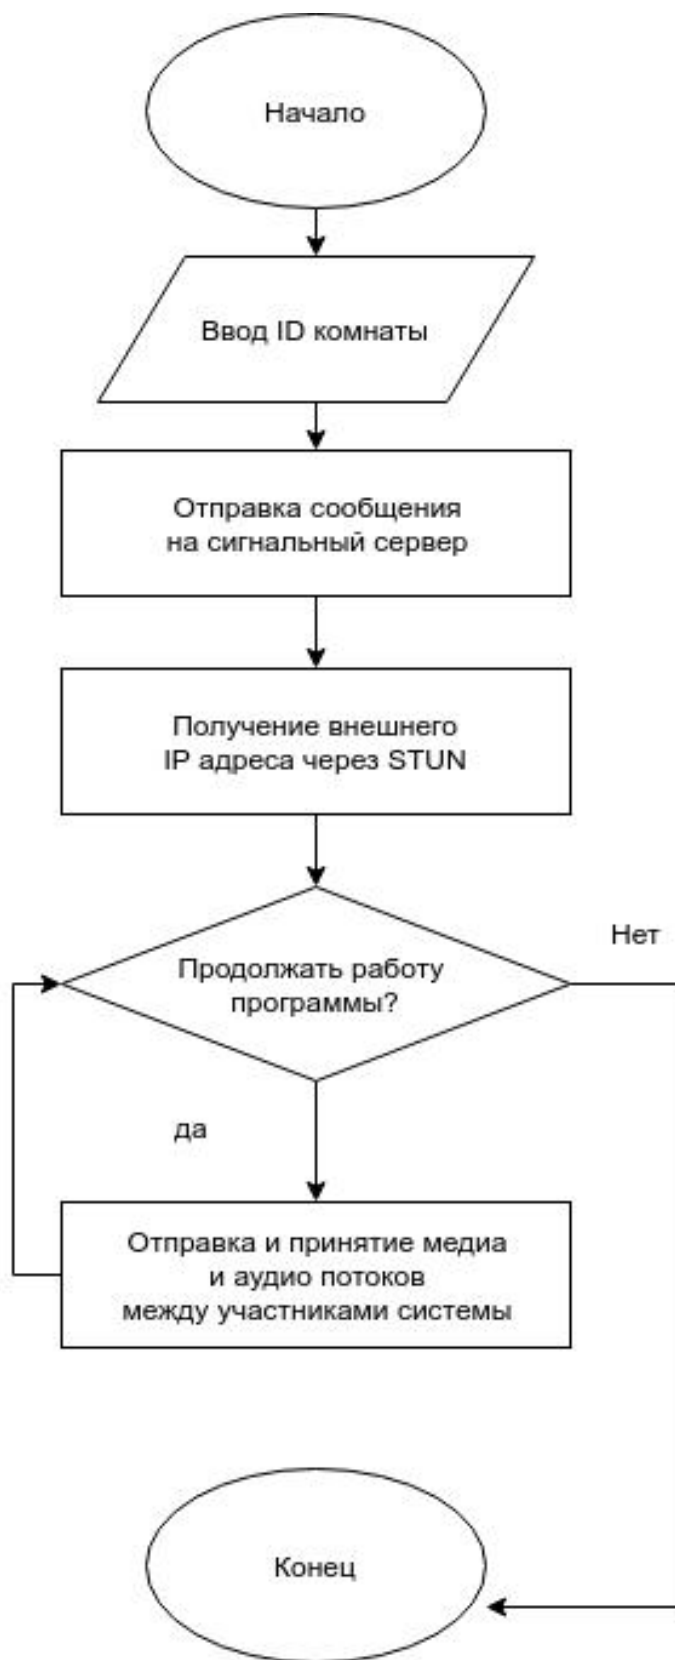 Начало
Ввод ID комнаты
Отправка сообщения
на сигнальный сервер
Получение внешнего
IP адреса через STUN
Нет
Продолжать работу
программы?
да
Отправка и принятие медиа
и аудио потоков
между участниками системы
Конец